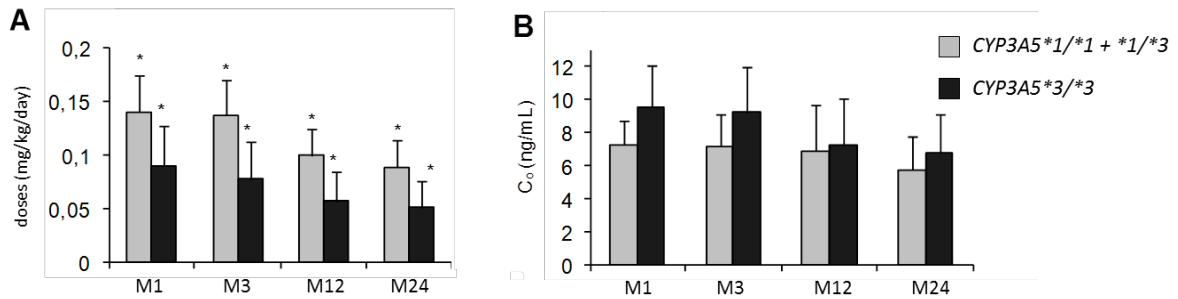 A
doses (mg/kg/day)
0,2
0,15
0,1
0,05
0
* * * * * * * *
M1 M3 M12 M24
B
C₀ (ng/mL)
12
10
8
6
4
2
0
M1 M3 M12 M24
CYP3A5*1/*1 + *1/*3
CYP3A5*3/*3